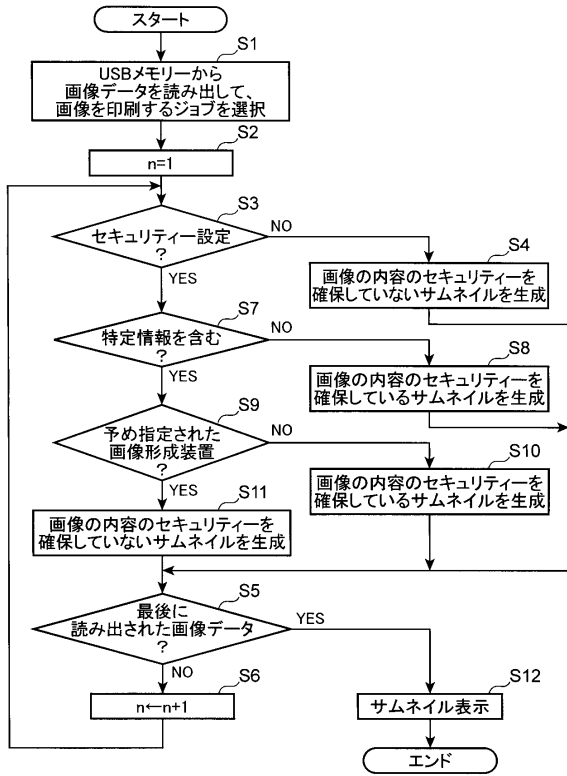 スタート
S1
USBメモリーから
画像データを読み出して、
画像を印刷するジョブを選択
S2
n=1
S3
セキュリティー設定
?
NO
YES
S4
画像の内容のセキュリティーを
確保していないサムネイルを生成
S7
特定情報を含む
?
NO
YES
S8
画像の内容のセキュリティーを
確保しているサムネイルを生成
S9
予め指定された
画像形成装置
?
NO
YES
S10
画像の内容のセキュリティーを
確保しているサムネイルを生成
S11
画像の内容のセキュリティーを
確保していないサムネイルを生成
S5
最後に
読み出された画像データ
?
YES
NO
S6
n←n+1
S12
サムネイル表示
エンド